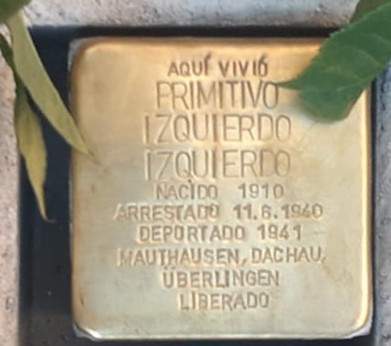 AQUÍ VIVIÓ
PRIMITIVO
IZQUIERDO
IZQUIERDO
NACIDO 1910
ARRESTADO 11.6.1940
DEPORTADO 1941
MAUTHAUSEN, DACHAU,
ÜBERLINGEN
LIBERADO